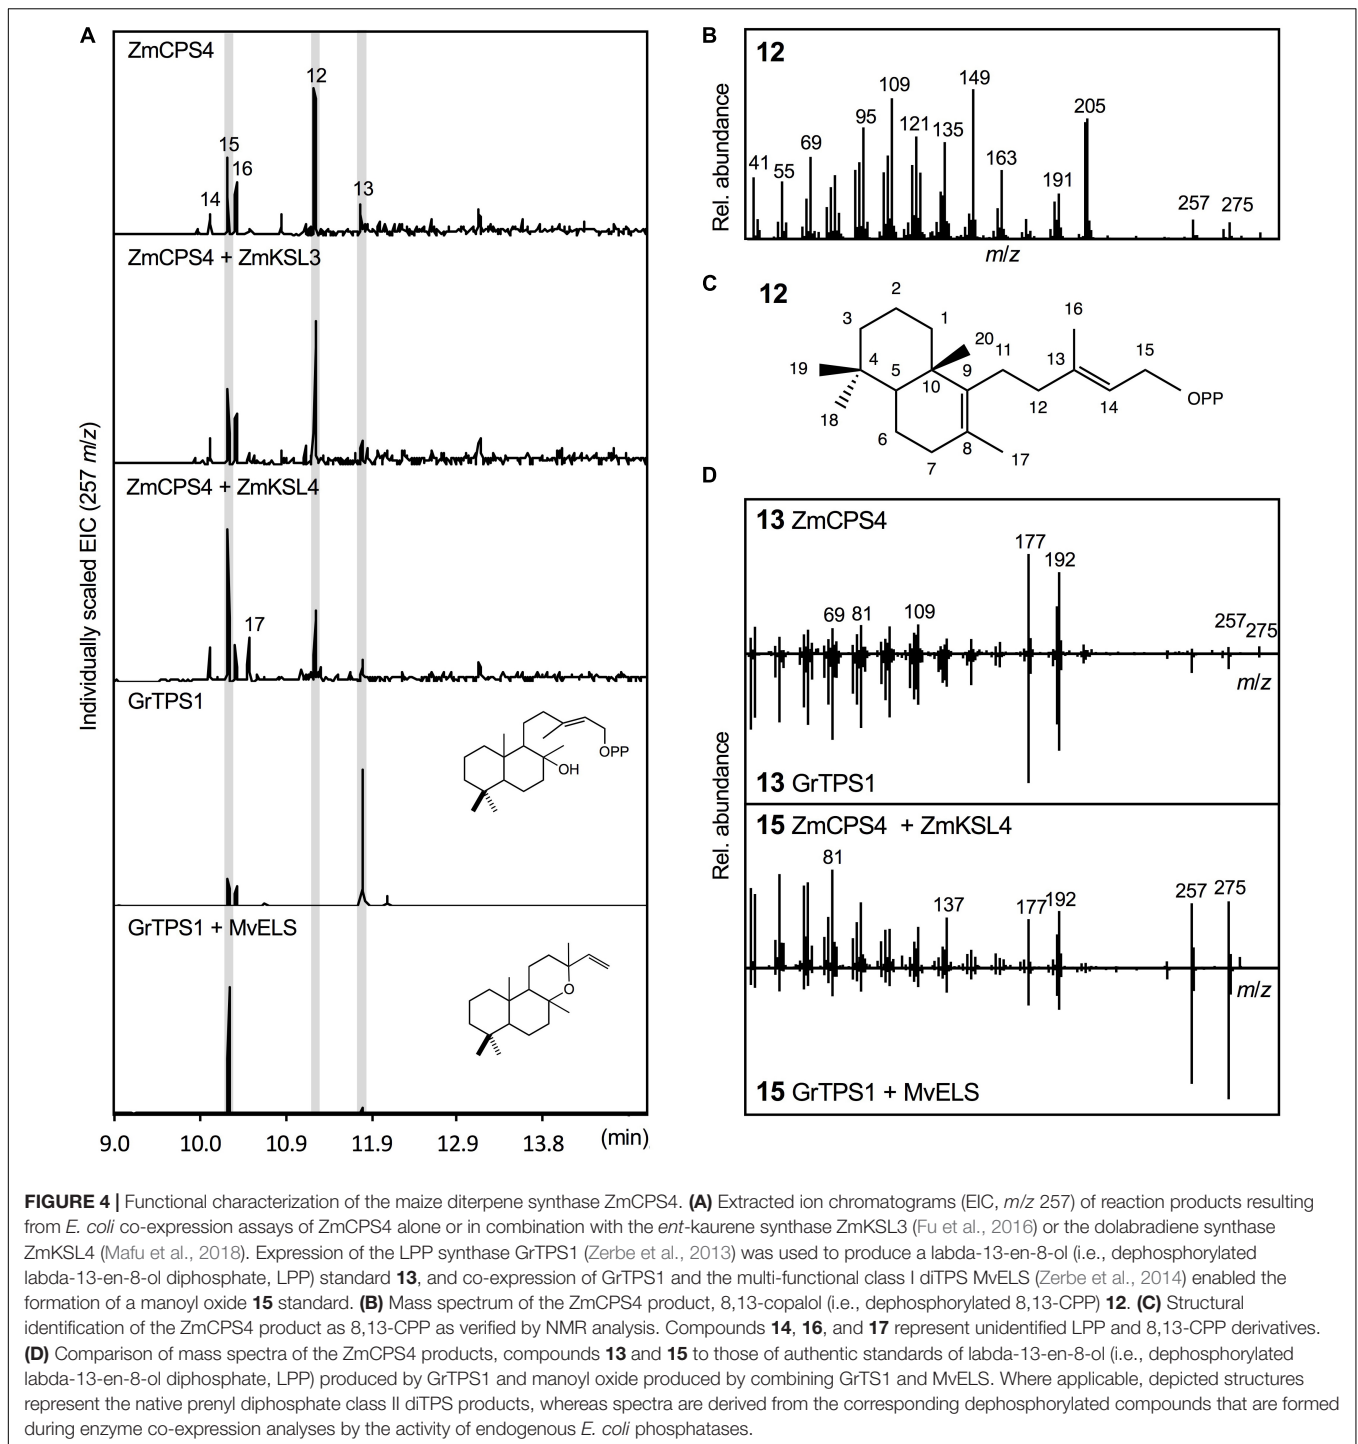 A
ZmCPS4
12
15
16
14
13
ZmCPS4 + ZmKSL3
ZmCPS4 + ZmKSL4
17
GrTPS1
OPP
OH
GrTPS1 + MvELS
O
Individually scaled EIC (257 m/z)
9.0 10.0 10.9 11.9 12.9 13.8 (min)
B
12
149
109
205
95
121 135
69
163
41
55
191
257 275
Rel. abundance
m/z
C
12
2
3
1
16
20
11
15
4
5
13
19
9
10
OPP
12
14
18
6
8
7
17
D
13 ZmCPS4
177
192
69 81 109
257
275
m/z
13 GrTPS1
15 ZmCPS4 + ZmKSL4
81
137
177 192
257 275
m/z
15 GrTPS1 + MvELS
Rel. abundance
FIGURE 4 | Functional characterization of the maize diterpene synthase ZmCPS4. (A) Extracted ion chromatograms (EIC, m/z 257) of reaction products resulting
from E. coli co-expression assays of ZmCPS4 alone or in combination with the ent-kaurene synthase ZmKSL3 (Fu et al., 2016) or the dolabradiene synthase
ZmKSL4 (Mafu et al., 2018). Expression of the LPP synthase GrTPS1 (Zerbe et al., 2013) was used to produce a labda-13-en-8-ol (i.e., dephosphorylated
labda-13-en-8-ol diphosphate, LPP) standard 13, and co-expression of GrTPS1 and the multi-functional class I diTPS MvELS (Zerbe et al., 2014) enabled the
formation of a manoyl oxide 15 standard. (B) Mass spectrum of the ZmCPS4 product, 8,13-copalol (i.e., dephosphorylated 8,13-CPP) 12. (C) Structural
identification of the ZmCPS4 product as 8,13-CPP as verified by NMR analysis. Compounds 14, 16, and 17 represent unidentified LPP and 8,13-CPP derivatives.
(D) Comparison of mass spectra of the ZmCPS4 products, compounds 13 and 15 to those of authentic standards of labda-13-en-8-ol (i.e., dephosphorylated
labda-13-en-8-ol diphosphate, LPP) produced by GrTPS1 and manoyl oxide produced by combining GrTS1 and MvELS. Where applicable, depicted structures
represent the native prenyl diphosphate class II diTPS products, whereas spectra are derived from the corresponding dephosphorylated compounds that are formed
during enzyme co-expression analyses by the activity of endogenous E. coli phosphatases.